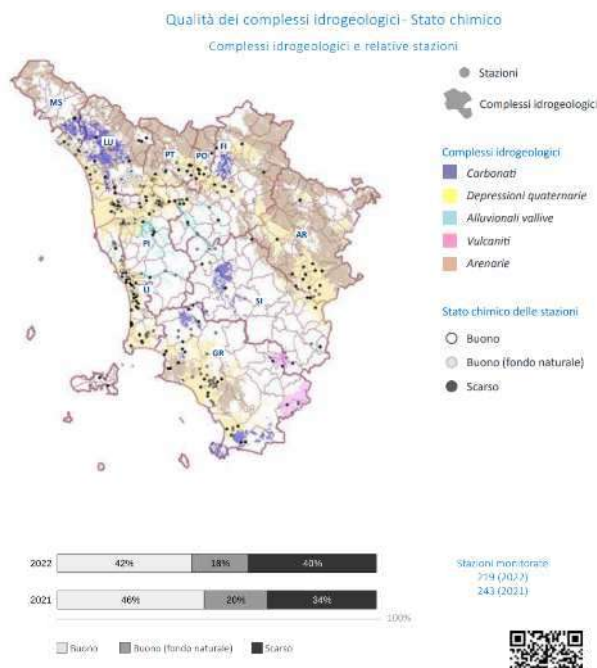 Qualità dei complessi idrogeologici - Stato chimico
Complessi idrogeologici e relative stazioni
Stazioni
Complessi idrogeologici
Complessi idrogeologici
Carbonati
Depressioni quaternarie
Alluvionali vallive
Vulcaniti
Arenarie
Stato chimico delle stazioni
Buono
Buono (fondo naturale)
Scarso
MS
LU
PT
PO
FI
AR
PI
LI
SI
GR
2022 42% 18% 40%
2021 46% 20% 34%
100%
Buono Buono (fondo naturale) Scarso
Stazioni monitorate
219 (2022)
243 (2021)